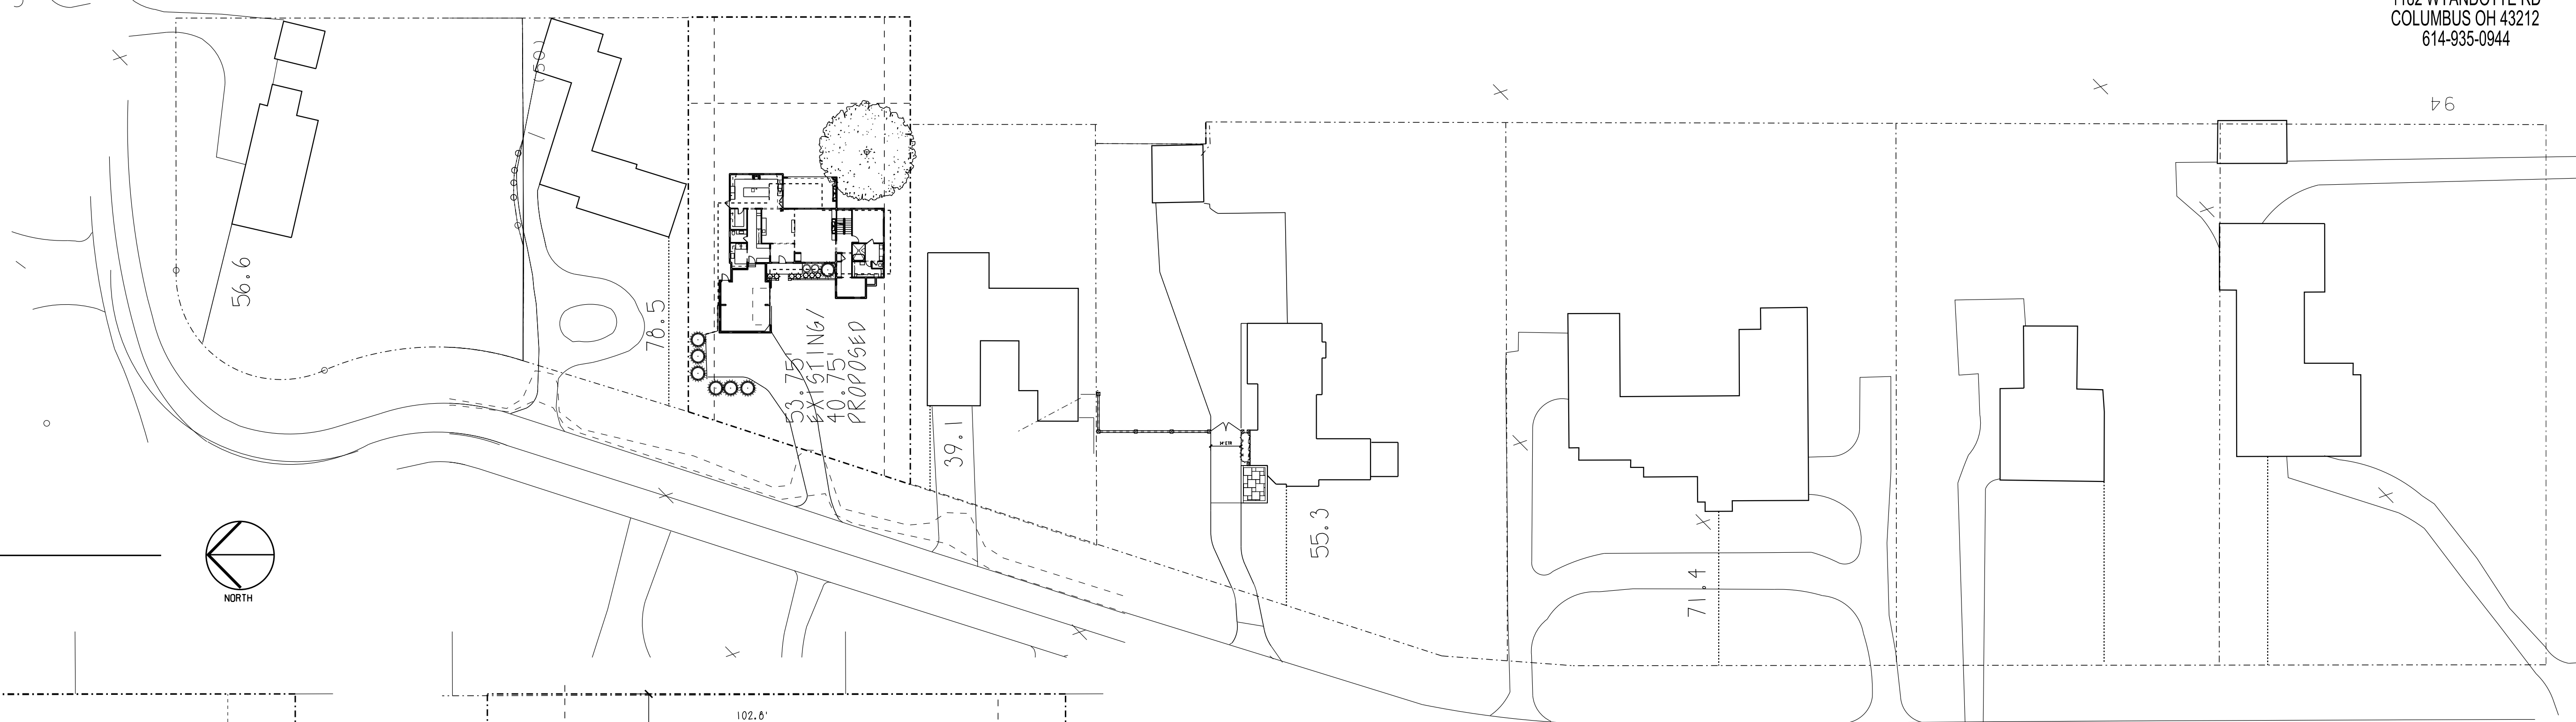 COLUMBUS OH 43212
614-935-0944
94
(50)
56.6
78.5
53.75'
EXISTING/
40.75'
PROPOSED
39.1
55.3
71.4
NORTH
102.8'